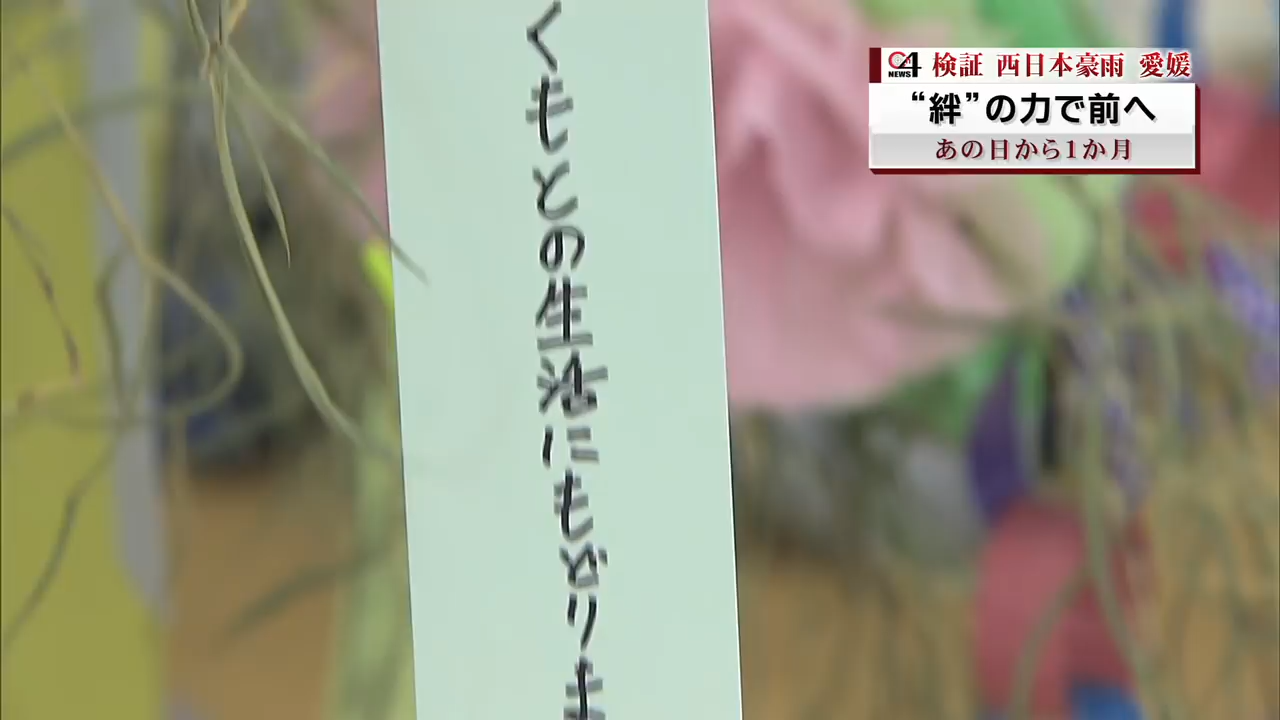 くもとの生活にもどりま
CH4 NEWS 検証 西日本豪雨 愛媛
“絆”の力で前へ
あの日から1か月